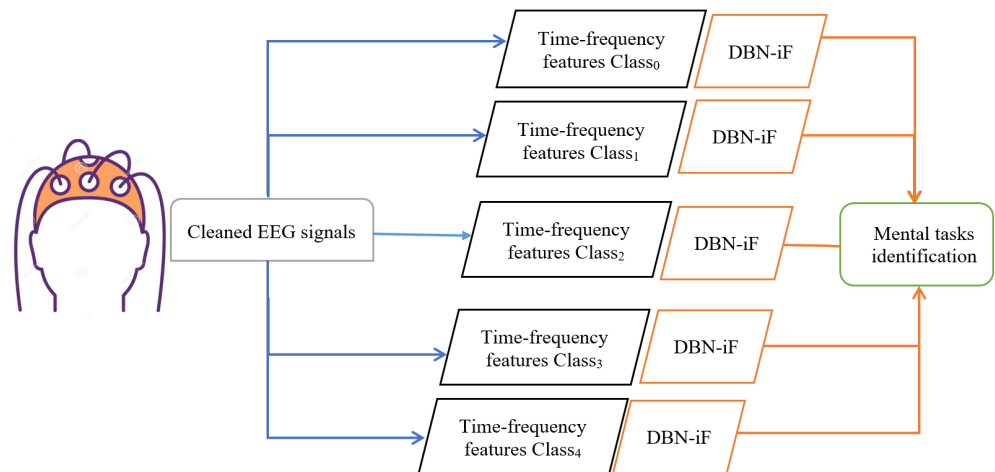 Time-frequency
features Class₀
DBN-iF
Time-frequency
features Class₁
DBN-iF
Cleaned EEG signals
Time-frequency
features Class₂
DBN-iF
Mental tasks
identification
Time-frequency
features Class₃
DBN-iF
Time-frequency
features Class₄
DBN-iF